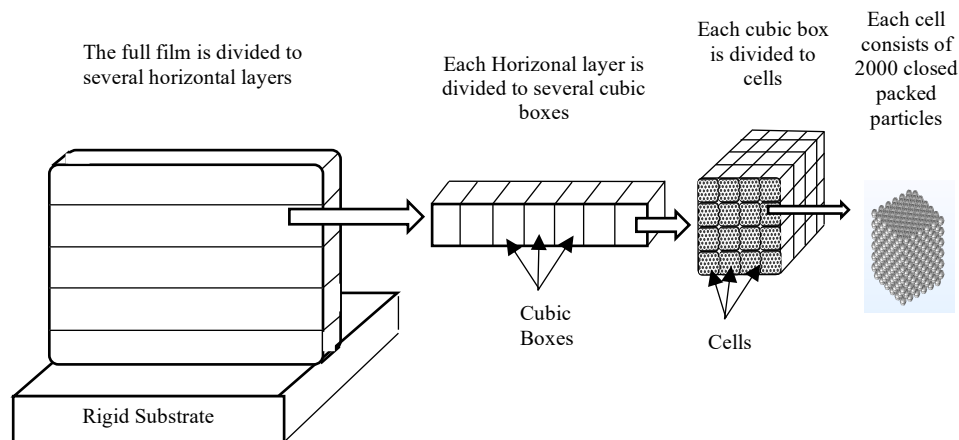 The full film is divided to
several horizontal layers
Each Horizonal layer is
divided to several cubic
boxes
Each cubic box
is divided to
cells
Each cell
consists of
2000 closed
packed
particles
Cubic
Boxes
Cells
Rigid Substrate